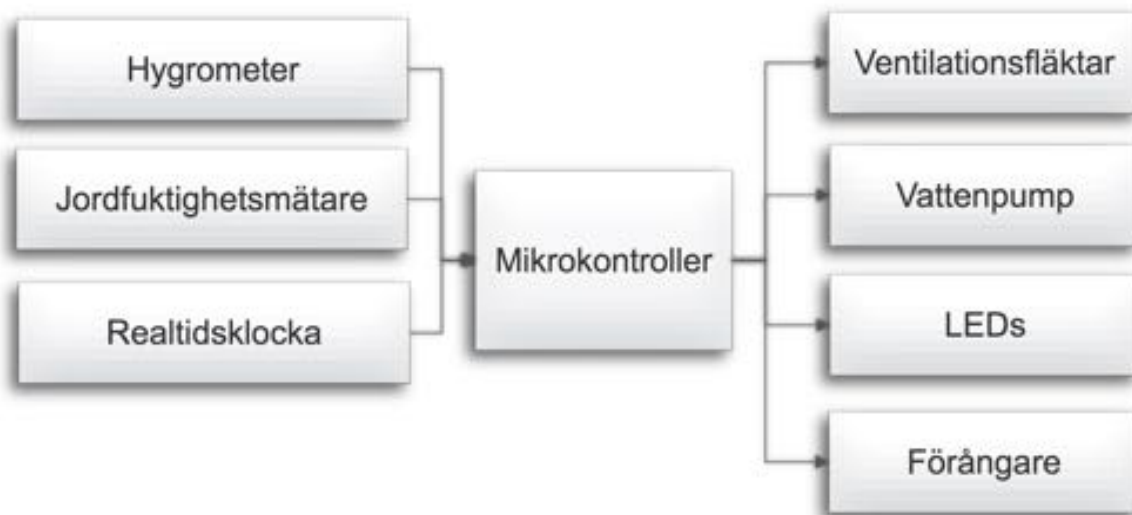 Hygrometer
Jordfuktighetsmätare
Realtidsklocka
Mikrokontroller
Ventilationsfläktar
Vattenpump
LEDs
Förångare